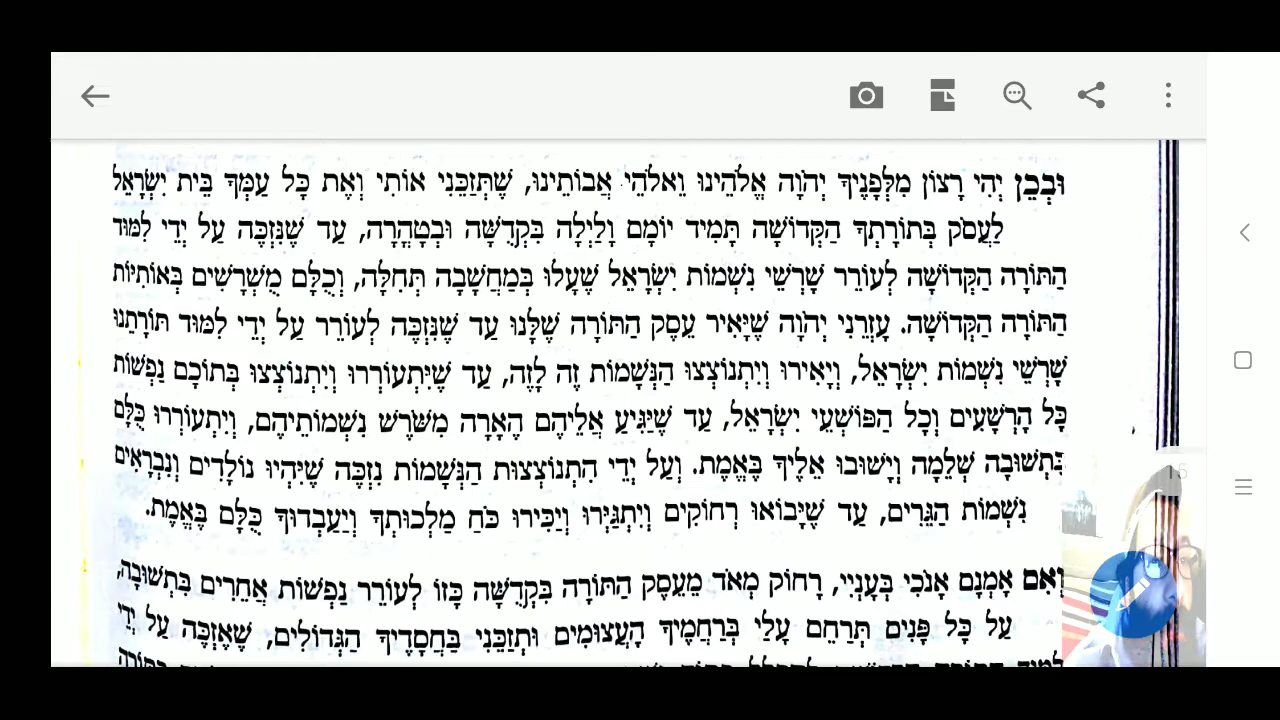 וּבְכֵן יְהִי רָצוֹן מִלְּפָנֶיךָ יְהֹוָה אֱלֹהֵינוּ וֵאלֹהֵי אֲבוֹתֵינוּ, שֶׁתְּזַכֵּנִי אוֹתִי וְאֶת כָּל עַמְּךָ בֵּית יִשְׂרָאֵל
לַעֲסֹק בְּתוֹרָתְךָ הַקְּדוֹשָׁה תָּמִיד יוֹמָם וָלַיְלָה בִּקְדֻשָּׁה וּבְטָהֳרָה, עַד שֶׁנִּזְכֶּה עַל יְדֵי לִמּוּד
הַתּוֹרָה הַקְּדוֹשָׁה לְעוֹרֵר שָׁרְשֵׁי נִשְׁמוֹת יִשְׂרָאֵל שֶׁעָלוּ בְּמַחֲשָׁבָה תְּחִלָּה, וְכֻלָּם מֻשְׁרָשִׁים בְּאוֹתִיּוֹת
הַתּוֹרָה הַקְּדוֹשָׁה. עָזְרֵנִי יְהֹוָה שֶׁיָּאִיר עֵסֶק הַתּוֹרָה שֶׁלָּנוּ עַד שֶׁנִּזְכֶּה לְעוֹרֵר עַל יְדֵי לִמּוּד תּוֹרָתֵנוּ
שָׁרְשֵׁי נִשְׁמוֹת יִשְׂרָאֵל, וְיָאִירוּ וְיִתְנוֹצְצוּ הַנְּשָׁמוֹת זֶה לָזֶה, עַד שֶׁיִּתְעוֹרְרוּ וְיִתְנוֹצְצוּ בְּתוֹכָם נַפְשׁוֹת
כָּל הָרְשָׁעִים וְכָל הַפּוֹשְׁעֵי יִשְׂרָאֵל, עַד שֶׁיַּגִּיעַ אֲלֵיהֶם הֶאָרָה מִשֹּׁרֶשׁ נִשְׁמוֹתֵיהֶם, וְיִתְעוֹרְרוּ כֻּלָּם
בִּתְשׁוּבָה שְׁלֵמָה וְיָשׁוּבוּ אֵלֶיךָ בֶּאֱמֶת. וְעַל יְדֵי הִתְנוֹצְצוּת הַנְּשָׁמוֹת נִזְכֶּה שֶׁיִּהְיוּ נוֹלָדִים וְנִבְרָאִים
נִשְׁמוֹת הַגֵּרִים, עַד שֶׁיָּבוֹאוּ רְחוֹקִים וְיִתְגַּיְּרוּ וְיַכִּירוּ כֹּחַ מַלְכוּתְךָ וְיַעַבְדוּךָ כֻּלָּם בֶּאֱמֶת.
וְאִם אָמְנָם אָנֹכִי בְּעָנְיִי, רָחוֹק מְאֹד מֵעֵסֶק הַתּוֹרָה בִּקְדֻשָּׁה כָּזוֹ לְעוֹרֵר נַפְשׁוֹת אֲחֵרִים בִּתְשׁוּבָה,
עַל כָּל פָּנִים תְּרַחֵם עָלַי בְּרַחֲמֶיךָ הָעֲצוּמִים וּתְזַכֵּנִי בַּחֲסָדֶיךָ הַגְּדוֹלִים, שֶׁאֶזְכֶּה עַל יְדֵי
15